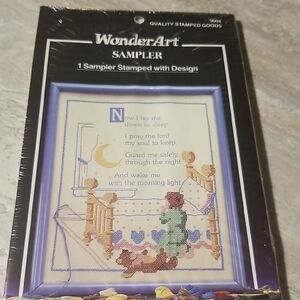 9004
QUALITY STAMPED GOODS
WonderArt
SAMPLER
1 Sampler Stamped with Design
Now I lay me
down to sleep
I pray the lord
my soul to keep
Guard me safely
through the night
And wake me
with the morning light